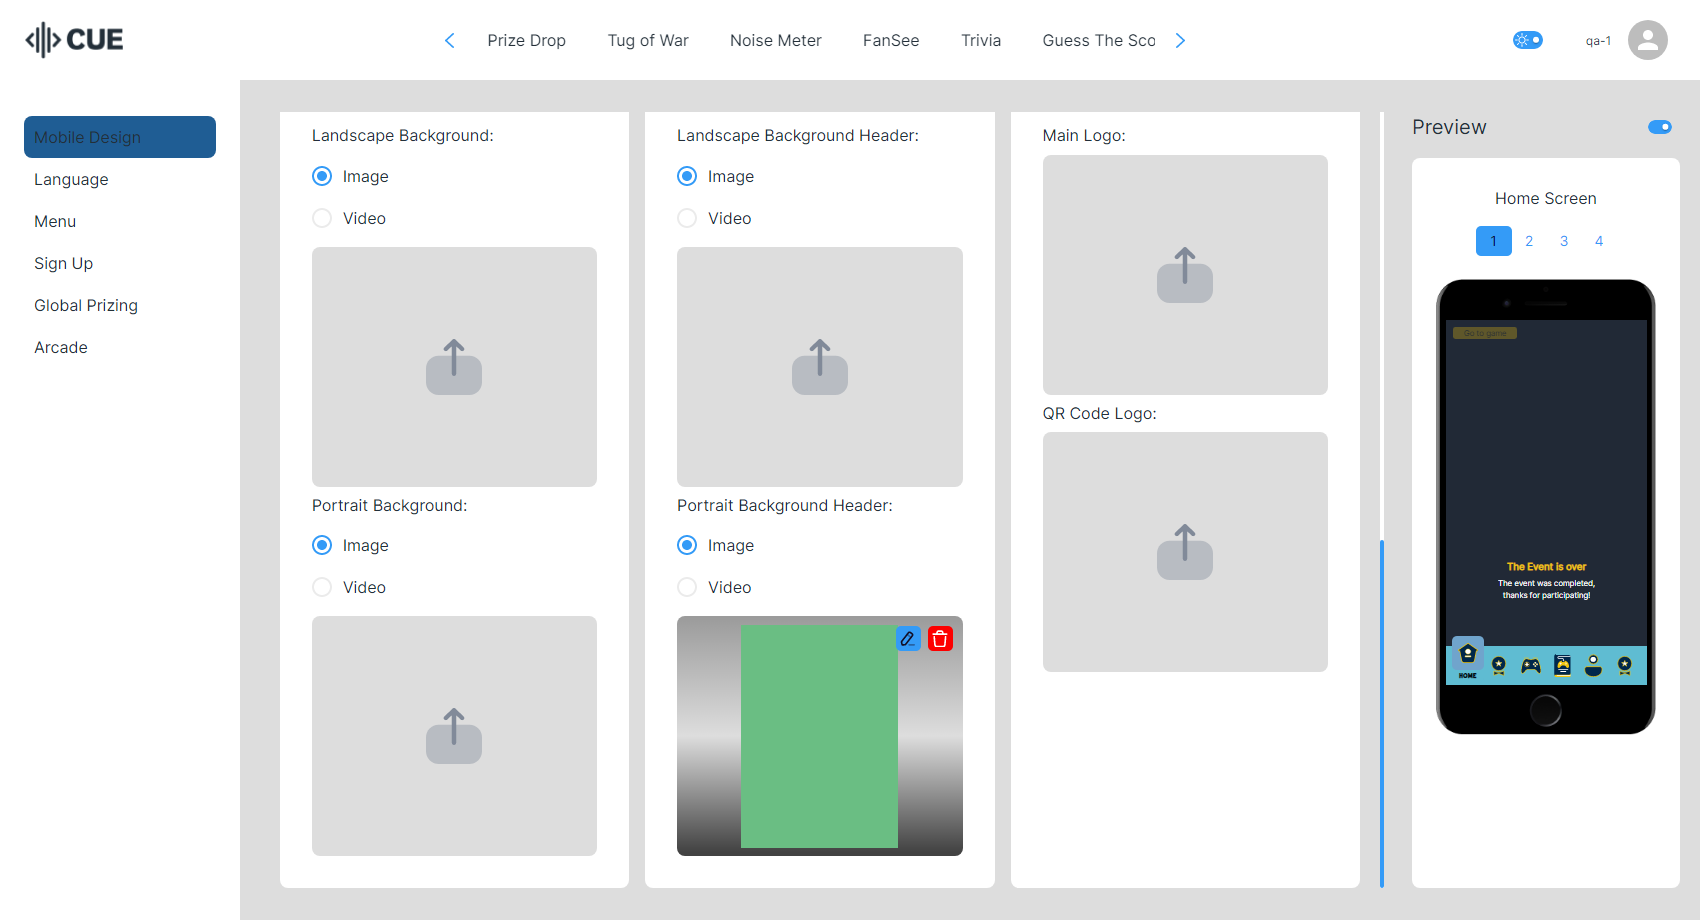 CUE
Prize Drop
Tug of War
Noise Meter
FanSee
Trivia
Guess The Sco
qa-1
Mobile Design
Language
Menu
Sign Up
Global Prizing
Arcade
Landscape Background:
Image
Video
Portrait Background:
Image
Video
Landscape Background Header:
Image
Video
Portrait Background Header:
Image
Video
Main Logo:
QR Code Logo:
Preview
Home Screen
1 2 3 4
Go to game
The Event is over
The event was completed,
thanks for participating!
HOME